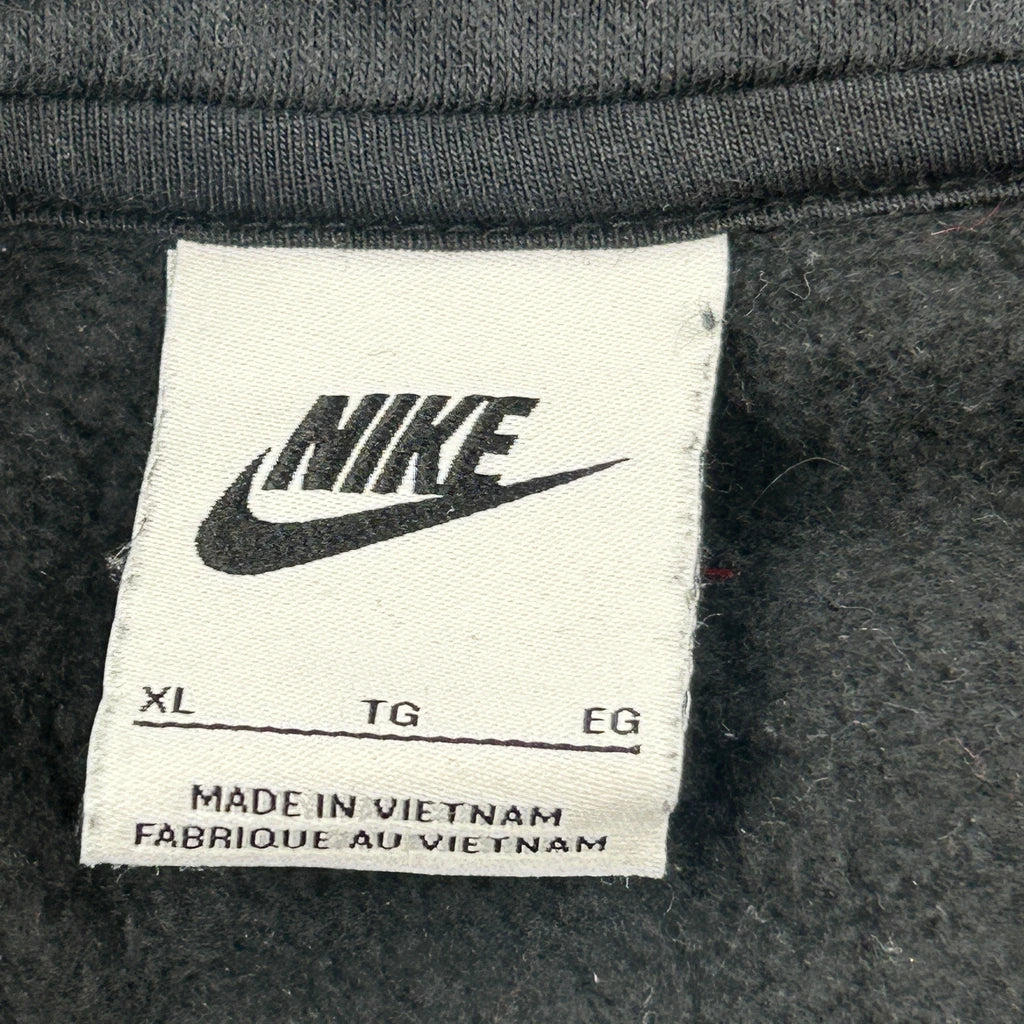 NIKE
XL TG EG
MADE IN VIETNAM
FABRIQUE AU VIETNAM